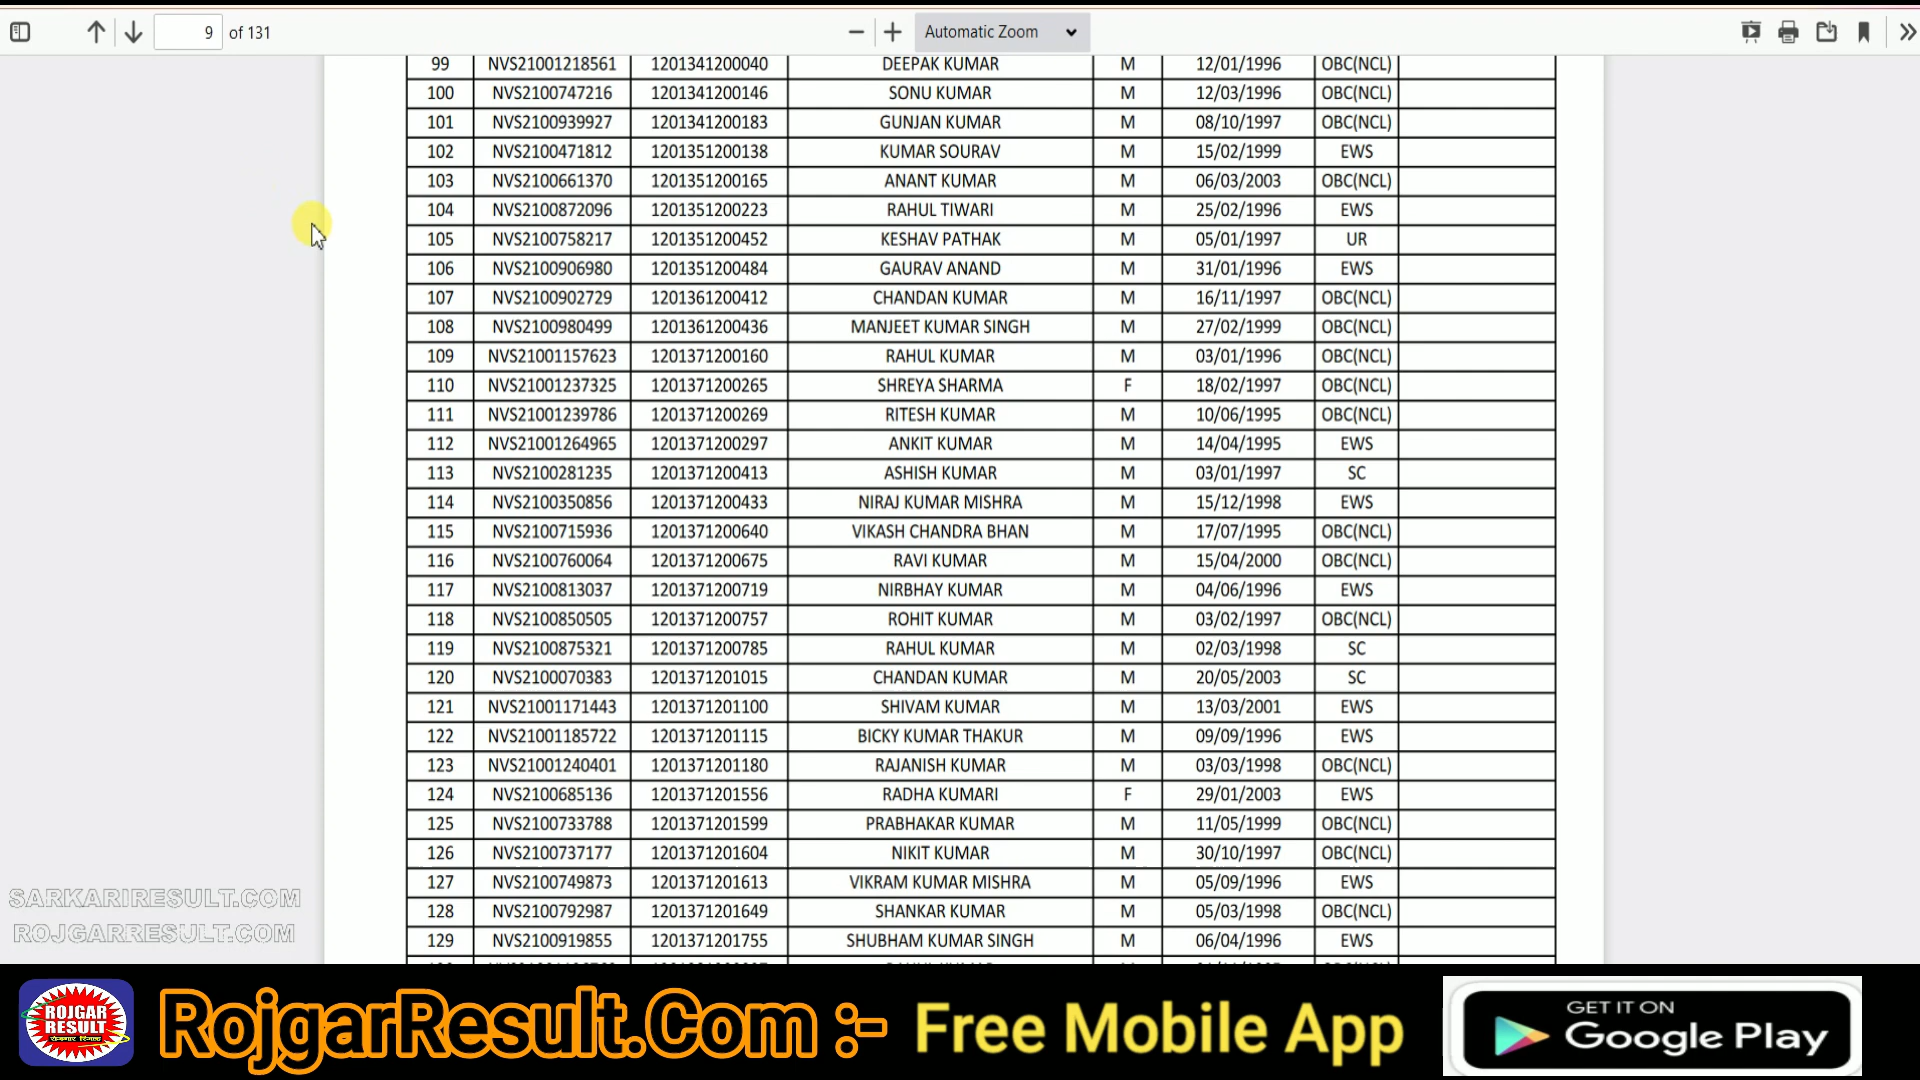 9 of 131 Automatic Zoom
99 NVS21001218561 1201341200040 DEEPAK KUMAR M 12/01/1996 OBC(NCL)
100 NVS2100747216 1201341200146 SONU KUMAR M 12/03/1996 OBC(NCL)
101 NVS2100939927 1201341200183 GUNJAN KUMAR M 08/10/1997 OBC(NCL)
102 NVS2100471812 1201351200138 KUMAR SOURAV M 15/02/1999 EWS
103 NVS2100661370 1201351200165 ANANT KUMAR M 06/03/2003 OBC(NCL)
104 NVS2100872096 1201351200223 RAHUL TIWARI M 25/02/1996 EWS
105 NVS2100758217 1201351200452 KESHAV PATHAK M 05/01/1997 UR
106 NVS2100906980 1201351200484 GAURAV ANAND M 31/01/1996 EWS
107 NVS2100902729 1201361200412 CHANDAN KUMAR M 16/11/1997 OBC(NCL)
108 NVS2100980499 1201361200436 MANJEET KUMAR SINGH M 27/02/1999 OBC(NCL)
109 NVS21001157623 1201371200160 RAHUL KUMAR M 03/01/1996 OBC(NCL)
110 NVS21001237325 1201371200265 SHREYA SHARMA F 18/02/1997 OBC(NCL)
111 NVS21001239786 1201371200269 RITESH KUMAR M 10/06/1995 OBC(NCL)
112 NVS21001264965 1201371200297 ANKIT KUMAR M 14/04/1995 EWS
113 NVS2100281235 1201371200413 ASHISH KUMAR M 03/01/1997 SC
114 NVS2100350856 1201371200433 NIRAJ KUMAR MISHRA M 15/12/1998 EWS
115 NVS2100715936 1201371200640 VIKASH CHANDRA BHAN M 17/07/1995 OBC(NCL)
116 NVS2100760064 1201371200675 RAVI KUMAR M 15/04/2000 OBC(NCL)
117 NVS2100813037 1201371200719 NIRBHAY KUMAR M 04/06/1996 EWS
118 NVS2100850505 1201371200757 ROHIT KUMAR M 03/02/1997 OBC(NCL)
119 NVS2100875321 1201371200785 RAHUL KUMAR M 02/03/1998 SC
120 NVS2100070383 1201371201015 CHANDAN KUMAR M 20/05/2003 SC
121 NVS21001171443 1201371201100 SHIVAM KUMAR M 13/03/2001 EWS
122 NVS21001185722 1201371201115 BICKY KUMAR THAKUR M 09/09/1996 EWS
123 NVS21001240401 1201371201180 RAJANISH KUMAR M 03/03/1998 OBC(NCL)
124 NVS2100685136 1201371201556 RADHA KUMARI F 29/01/2003 EWS
125 NVS2100733788 1201371201599 PRABHAKAR KUMAR M 11/05/1999 OBC(NCL)
126 NVS2100737177 1201371201604 NIKIT KUMAR M 30/10/1997 OBC(NCL)
127 NVS2100749873 1201371201613 VIKRAM KUMAR MISHRA M 05/09/1996 EWS
128 NVS2100792987 1201371201649 SHANKAR KUMAR M 05/03/1998 OBC(NCL)
129 NVS2100919855 1201371201755 SHUBHAM KUMAR SINGH M 06/04/1996 EWS
SARKARIRESULT.COM
ROJGARRESULT.COM
ROJGAR
RESULT
रोजगार रिजल्ट
RojgarResult.Com :- Free Mobile App
GET IT ON
Google Play